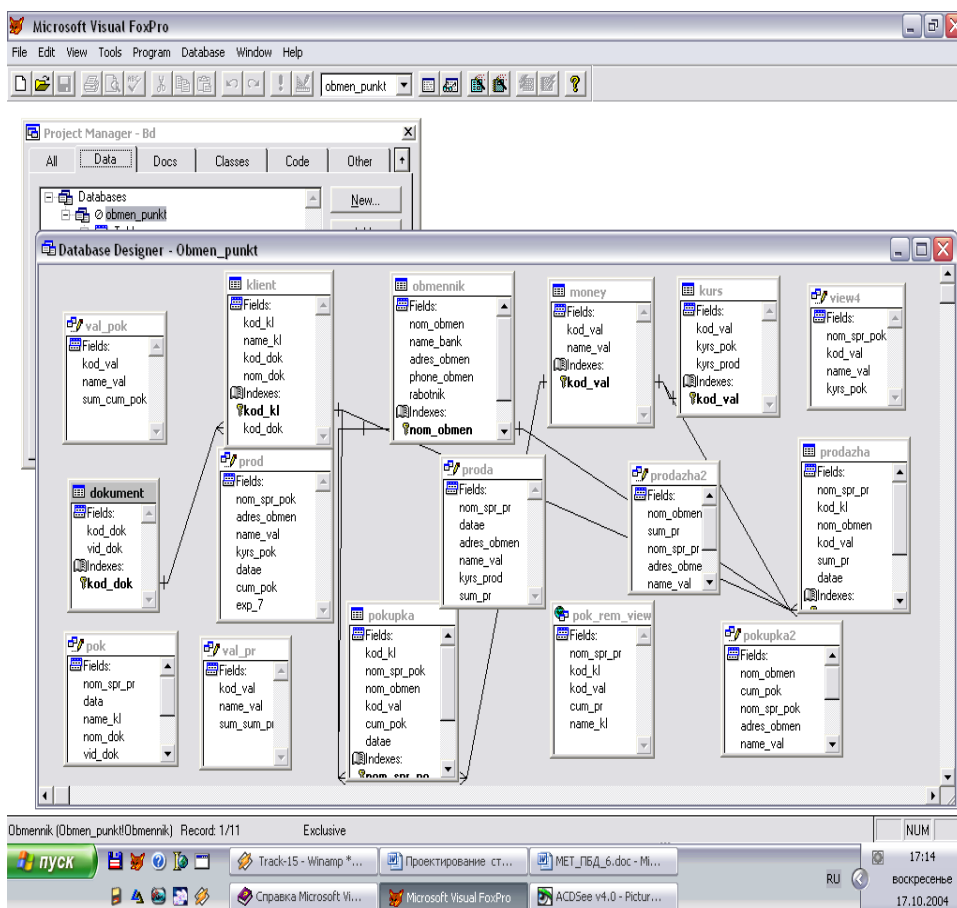 Microsoft Visual FoxPro
File Edit View Tools Program Database Window Help
obmen_punkt
Project Manager - Bd
All Data Docs Classes Code Other
Databases
New...
obmen_punkt
Database Designer - Obmen_punkt
val_pok
Fields:
kod_val
name_val
sum_cum_pok
klient
Fields:
kod_kl
name_kl
kod_dok
nom_dok
Indexes:
kod_kl
kod_dok
obmennik
Fields:
nom_obmen
name_bank
adres_obmen
phone_obmen
rabotnik
Indexes:
nom_obmen
money
Fields:
kod_val
name_val
Indexes:
kod_val
kurs
Fields:
kod_val
kyrs_pok
kyrs_prod
Indexes:
kod_val
view4
Fields:
nom_spr_pok
kod_val
name_val
kyrs_pok
dokument
Fields:
kod_dok
vid_dok
Indexes:
kod_dok
prod
Fields:
nom_spr_pok
adres_obmen
name_val
kyrs_pok
datae
cum_pok
exp_7
proda
Fields:
nom_spr_pr
datae
adres_obmen
name_val
kyrs_prod
sum_pr
prodazha2
Fields:
nom_obmen
sum_pr
nom_spr_pr
adres_obme
name_val
prodazha
Fields:
nom_spr_pr
kod_kl
nom_obmen
kod_val
sum_pr
datae
Indexes:
pok
Fields:
nom_spr_pr
data
name_kl
nom_dok
vid_dok
val_pr
Fields:
kod_val
name_val
sum_sum_pr
pokupka
Fields:
kod_kl
nom_spr_pok
nom_obmen
kod_val
cum_pok
datae
Indexes:
nom_spr_po
pok_rem_view
Fields:
nom_spr_pr
kod_kl
kod_val
cum_pr
name_kl
pokupka2
Fields:
nom_obmen
cum_pok
nom_spr_pok
adres_obmen
name_val
Obmennik (Obmen_punkt!Obmennik) Record: 1/11 Exclusive NUM
пуск Track-15 - Winamp *... Проектирование ст... МЕТ_ПБД_6.doc - Mi... 17:14
RU воскресенье
Справка Microsoft Vi... Microsoft Visual FoxPro ACDSee v4.0 - Pictur... 17.10.2004